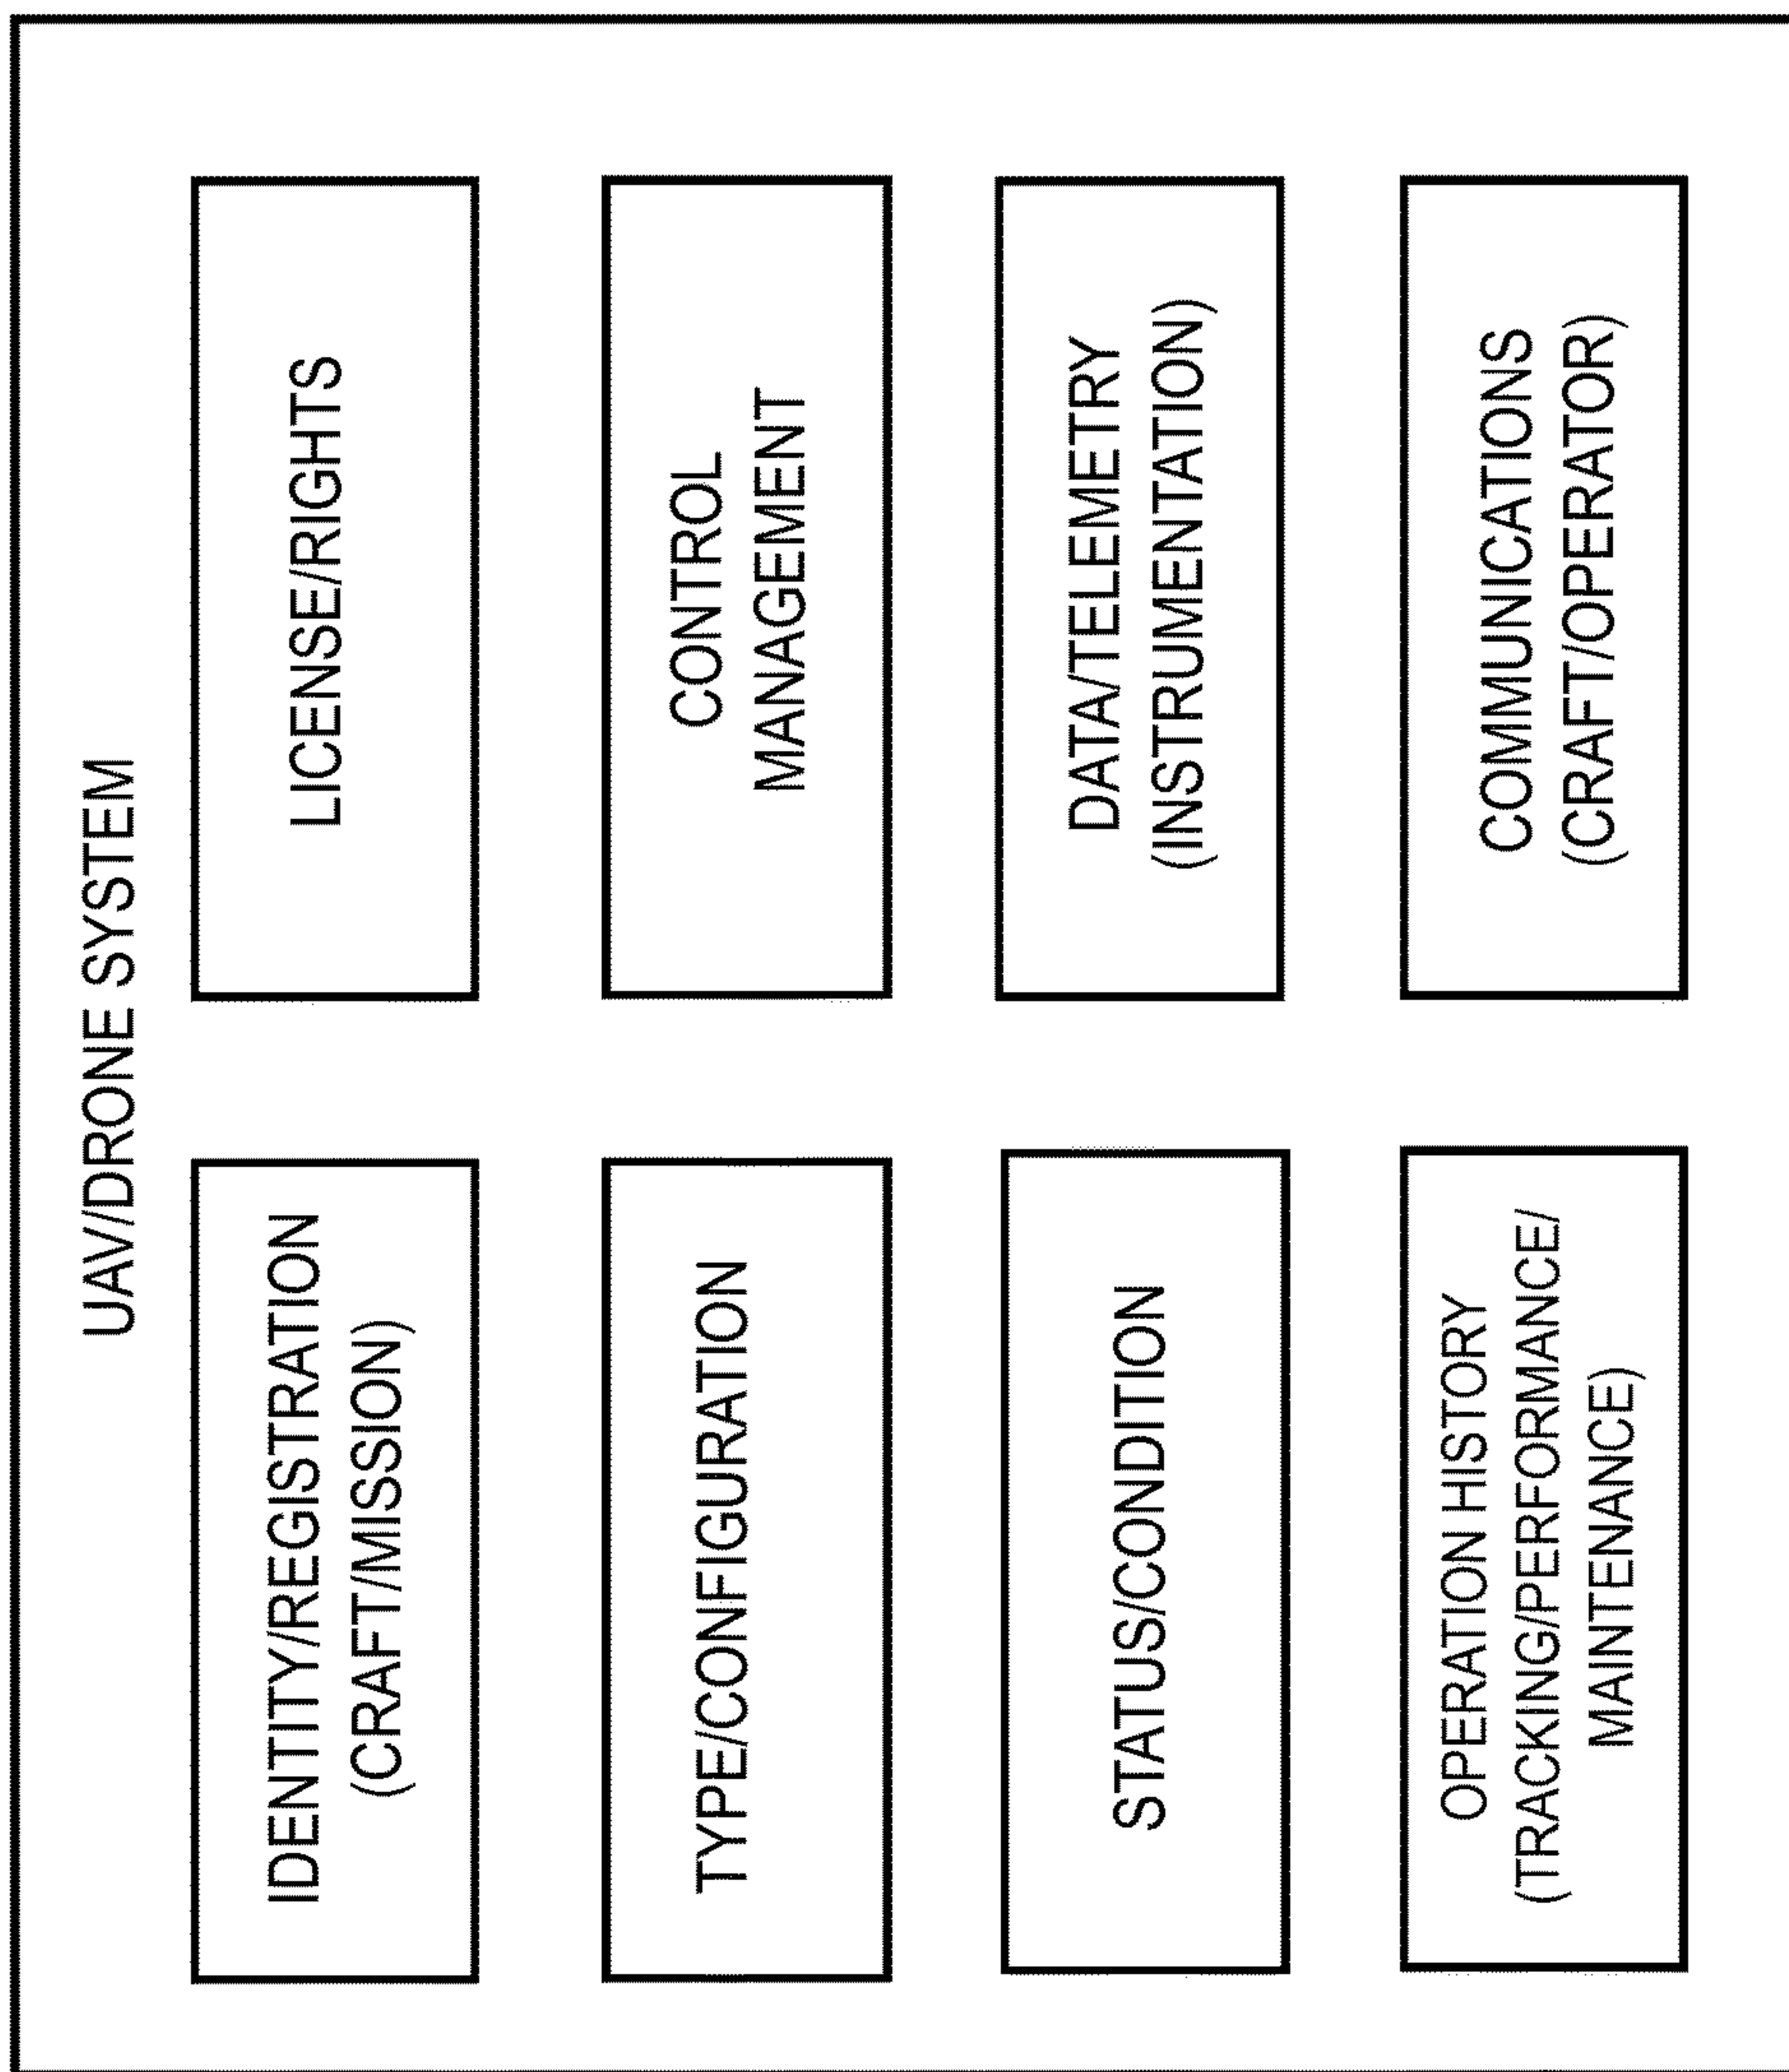 UAV/DRONE SYSTEM
IDENTITY/REGISTRATION
(CRAFT/MISSION)
LICENSE/RIGHTS
TYPE/CONFIGURATION
CONTROL
MANAGEMENT
STATUS/CONDITION
DATA/TELEMETRY
(INSTRUMENTATION)
OPERATION HISTORY
(TRACKING/PERFORMANCE/
MAINTENANCE)
COMMUNICATIONS
(CRAFT/OPERATOR)